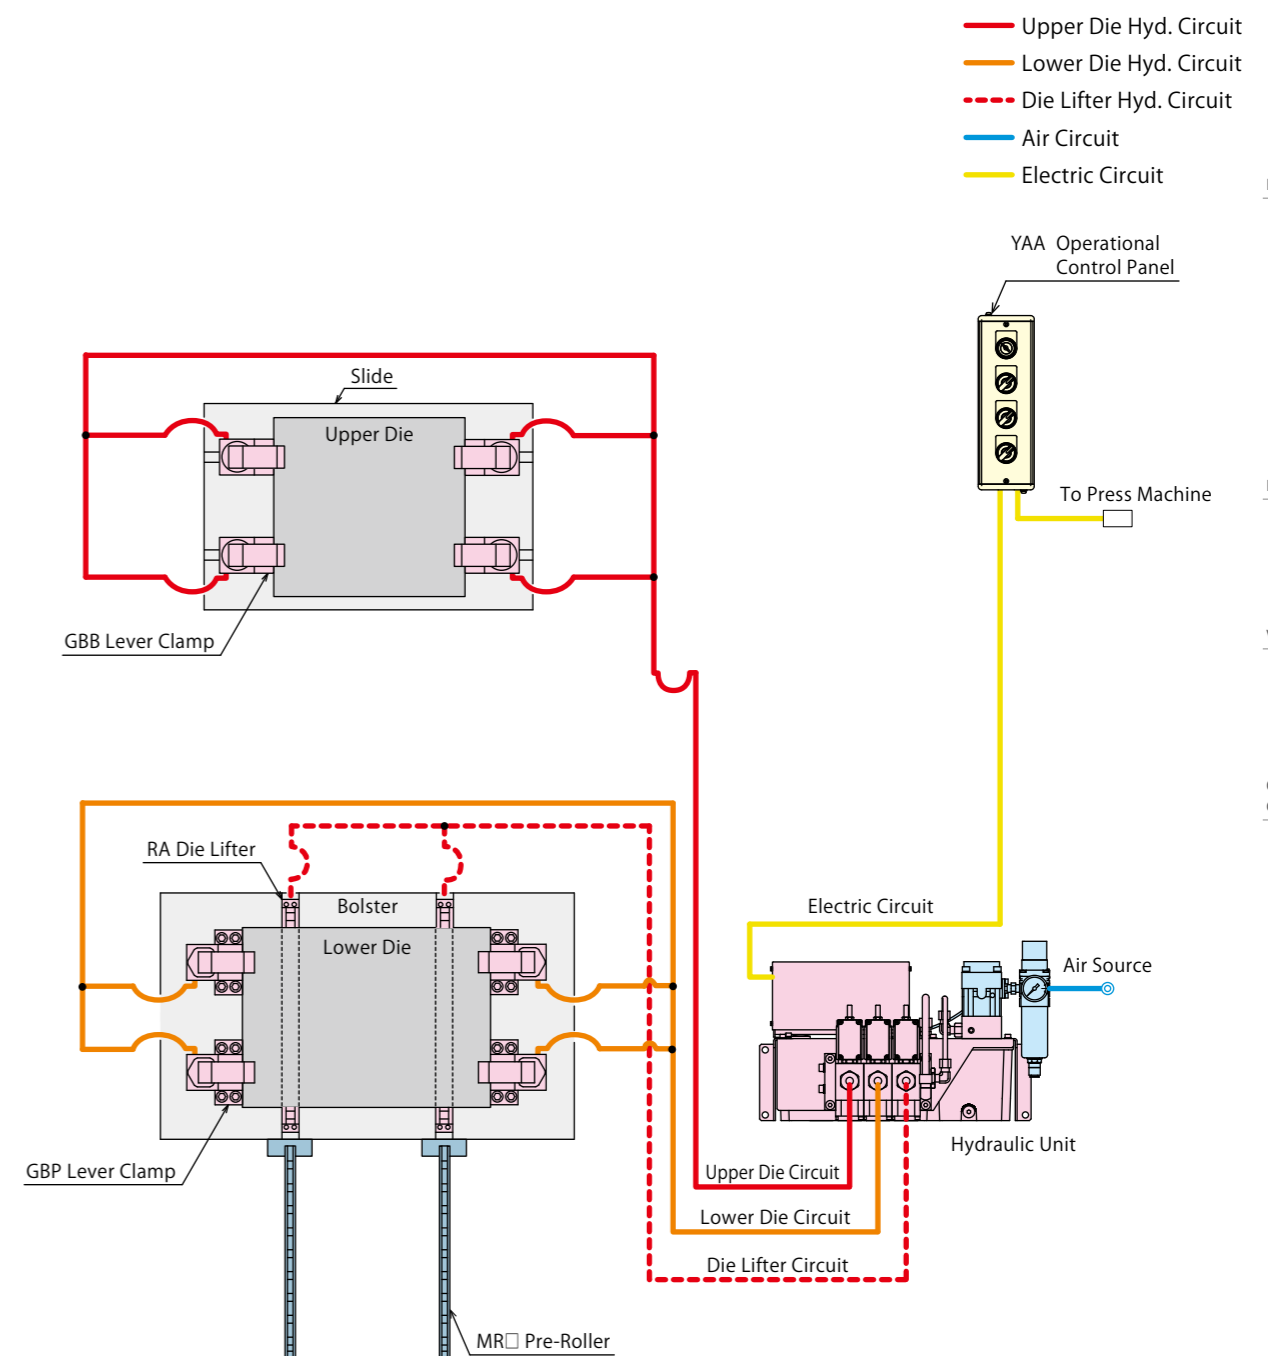 Upper Die Hyd. Circuit
Lower Die Hyd. Circuit
Die Lifter Hyd. Circuit
Air Circuit
Electric Circuit
YAA Operational
Control Panel
To Press Machine
Slide
Upper Die
GBB Lever Clamp
RA Die Lifter
Bolster
Lower Die
GBP Lever Clamp
Electric Circuit
Air Source
Hydraulic Unit
Upper Die Circuit
Lower Die Circuit
Die Lifter Circuit
MR□ Pre-Roller